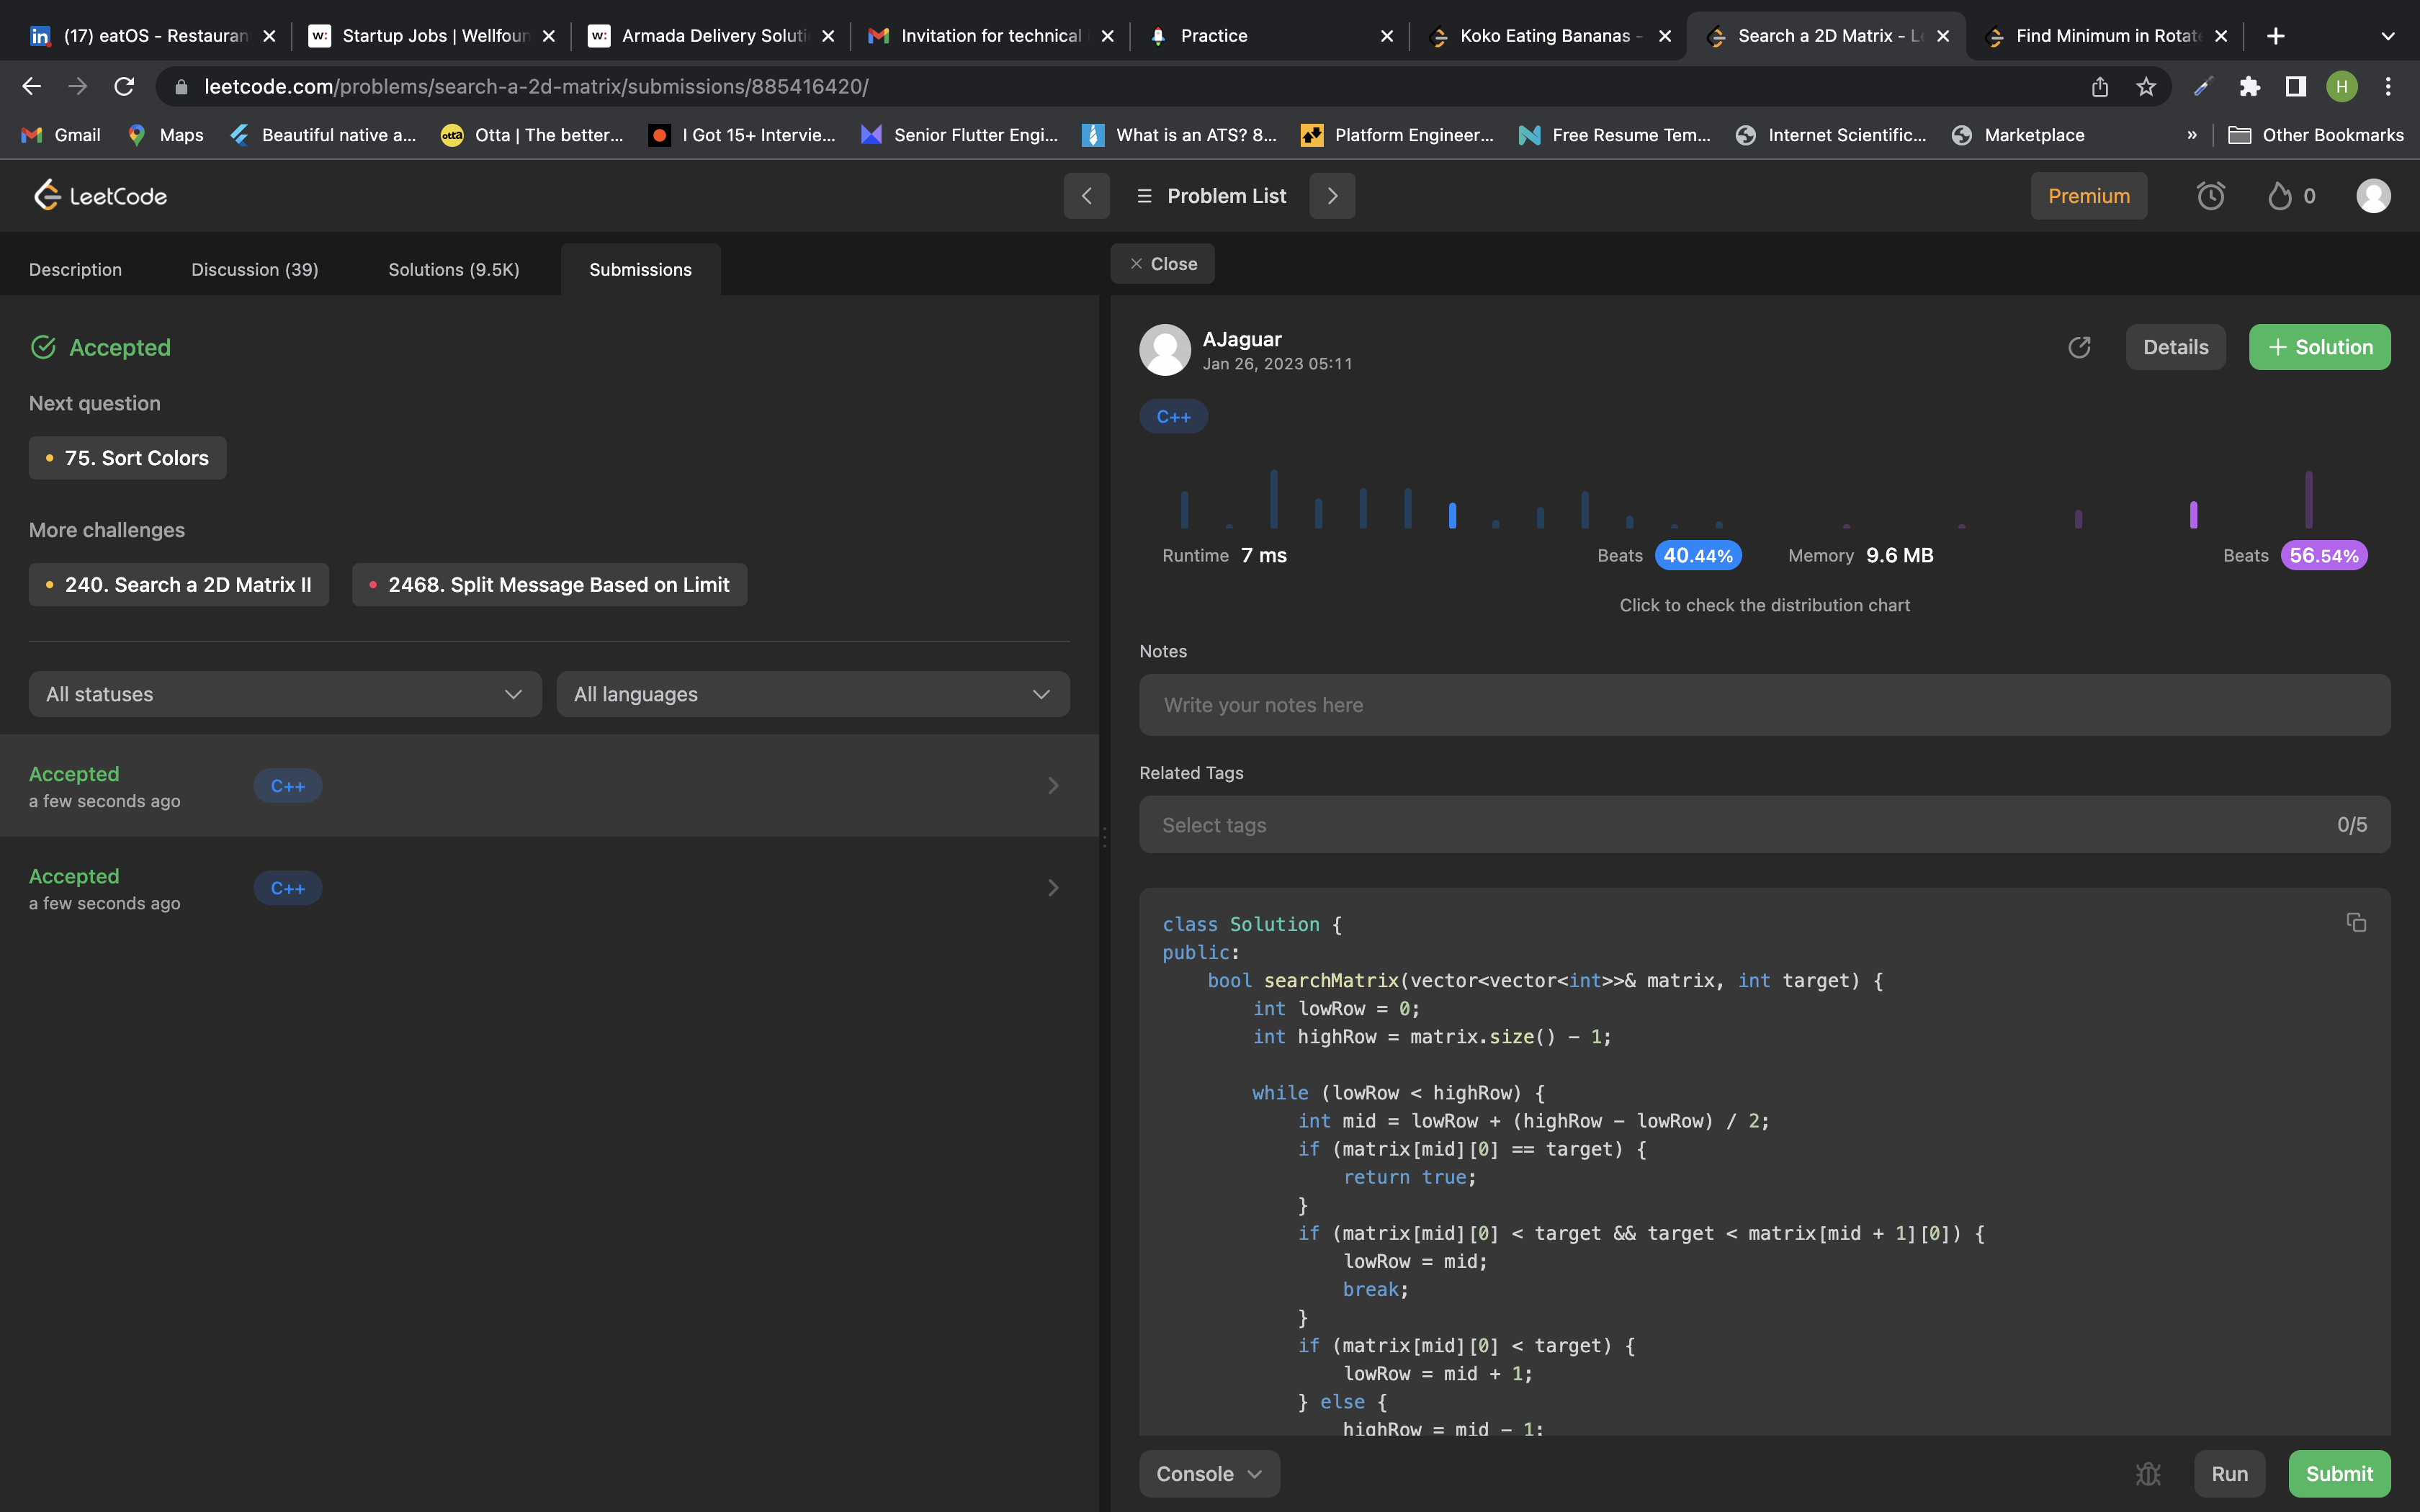 (17) eatOS - Restauran
Startup Jobs | Wellfoun
Armada Delivery Soluti
Invitation for technical
Practice
Koko Eating Bananas -
Search a 2D Matrix - Le
Find Minimum in Rotate
leetcode.com/problems/search-a-2d-matrix/submissions/885416420/
H
Gmail
Maps
Beautiful native a...
Otta | The better...
I Got 15+ Intervie...
Senior Flutter Engi...
What is an ATS? 8...
Platform Engineer...
Free Resume Tem...
Internet Scientific...
Marketplace
»
Other Bookmarks
LeetCode
Problem List
Premium
0
Description
Discussion (39)
Solutions (9.5K)
Submissions
Accepted
Next question
75. Sort Colors
More challenges
240. Search a 2D Matrix II
2468. Split Message Based on Limit
All statuses
All languages
Accepted
a few seconds ago
C++
Accepted
a few seconds ago
C++
Close
AJaguar
Jan 26, 2023 05:11
Details
+ Solution
C++
Runtime 7 ms
Beats 40.44%
Memory 9.6 MB
Beats 56.54%
Click to check the distribution chart
Notes
Write your notes here
Related Tags
Select tags
0/5
class Solution {
public:
bool searchMatrix(vector<vector<int>>& matrix, int target) {
int lowRow = 0;
int highRow = matrix.size() - 1;
while (lowRow < highRow) {
int mid = lowRow + (highRow - lowRow) / 2;
if (matrix[mid][0] == target) {
return true;
}
if (matrix[mid][0] < target && target < matrix[mid + 1][0]) {
lowRow = mid;
break;
}
if (matrix[mid][0] < target) {
lowRow = mid + 1;
} else {
highRow = mid - 1;
Console
Run
Submit